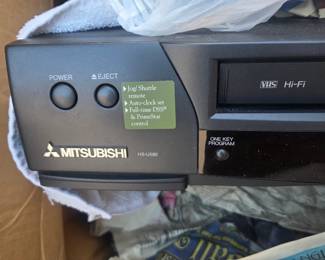 POWER
⏏ EJECT
VHS Hi-Fi
Jog/Shuttle
remote
Auto-clock set
Full-time DSS®
& PrimeStar
control
ONE KEY
PROGRAM
MITSUBISHI